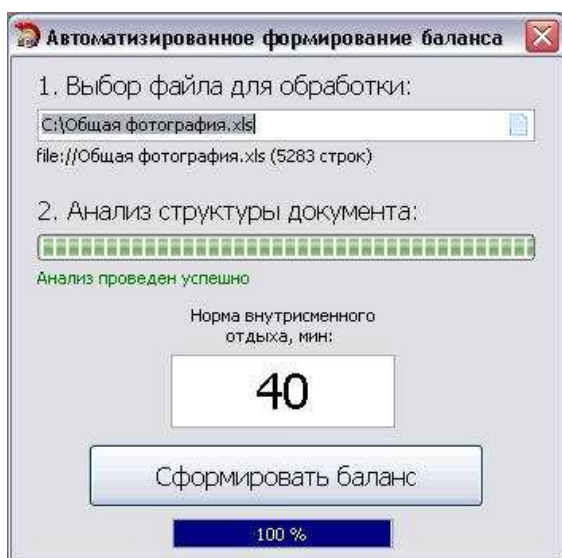 Автоматизированное формирование баланса
1. Выбор файла для обработки:
C:\Общая фотография.xls
file://Общая фотография.xls (5283 строк)
2. Анализ структуры документа:
Анализ проведен успешно
Норма внутрисменного
отдыха, мин:
40
Сформировать баланс
100 %